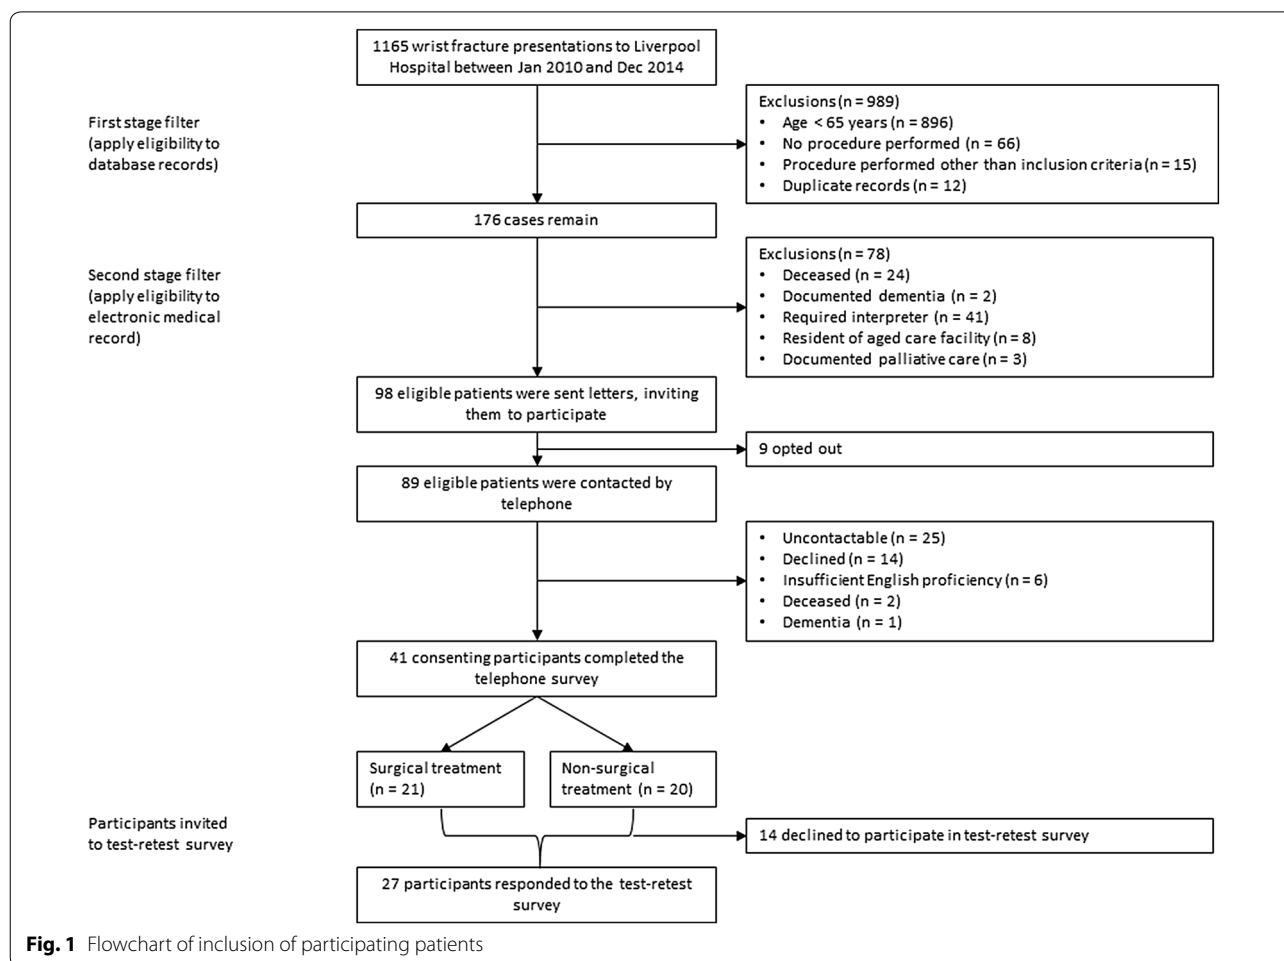 1165 wrist fracture presentations to Liverpool
Hospital between Jan 2010 and Dec 2014
First stage filter
(apply eligibility to
database records)
Exclusions (n = 989)
• Age < 65 years (n = 896)
• No procedure performed (n = 66)
• Procedure performed other than inclusion criteria (n = 15)
• Duplicate records (n = 12)
176 cases remain
Second stage filter
(apply eligibility to
electronic medical
record)
Exclusions (n = 78)
• Deceased (n = 24)
• Documented dementia (n = 2)
• Required interpreter (n = 41)
• Resident of aged care facility (n = 8)
• Documented palliative care (n = 3)
98 eligible patients were sent letters, inviting
them to participate
9 opted out
89 eligible patients were contacted by
telephone
• Uncontactable (n = 25)
• Declined (n = 14)
• Insufficient English proficiency (n = 6)
• Deceased (n = 2)
• Dementia (n = 1)
41 consenting participants completed the
telephone survey
Surgical treatment
(n = 21)
Non-surgical
treatment (n = 20)
Participants invited
to test-retest survey
14 declined to participate in test-retest survey
27 participants responded to the test-retest
survey
Fig. 1 Flowchart of inclusion of participating patients